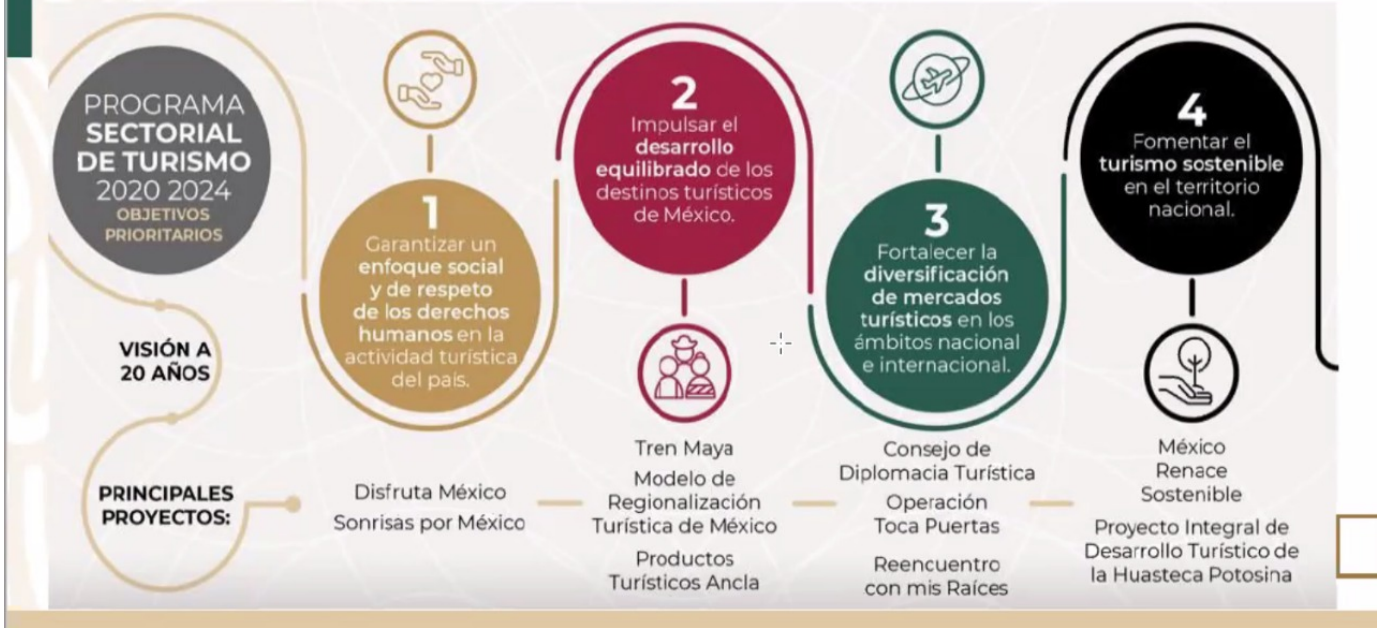 PROGRAMA
SECTORIAL
DE TURISMO
2020 2024
OBJETIVOS
PRIORITARIOS
VISIÓN A
20 AÑOS
PRINCIPALES
PROYECTOS:
1
Garantizar un
enfoque social
y de respeto
de los derechos
humanos en la
actividad turística
del país.
Disfruta México
Sonrisas por México
2
Impulsar el
desarrollo
equilibrado de los
destinos turísticos
de México.
Tren Maya
Modelo de
Regionalización
Turística de México
Productos
Turísticos Ancla
3
Fortalecer la
diversificación
de mercados
turísticos en los
ámbitos nacional
e internacional.
Consejo de
Diplomacia Turística
Operación
Toca Puertas
Reencuentro
con mis Raíces
4
Fomentar el
turismo sostenible
en el territorio
nacional.
México
Renace
Sostenible
Proyecto Integral de
Desarrollo Turístico de
la Huasteca Potosina